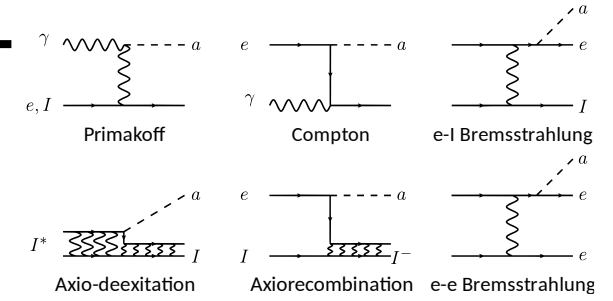 γ a e a a
e
e, I γ I
Primakoff Compton e-I Bremsstrahlung
a e a a
e
I* I I I⁻ e
Axio-deexitation Axiorecombination e-e Bremsstrahlung